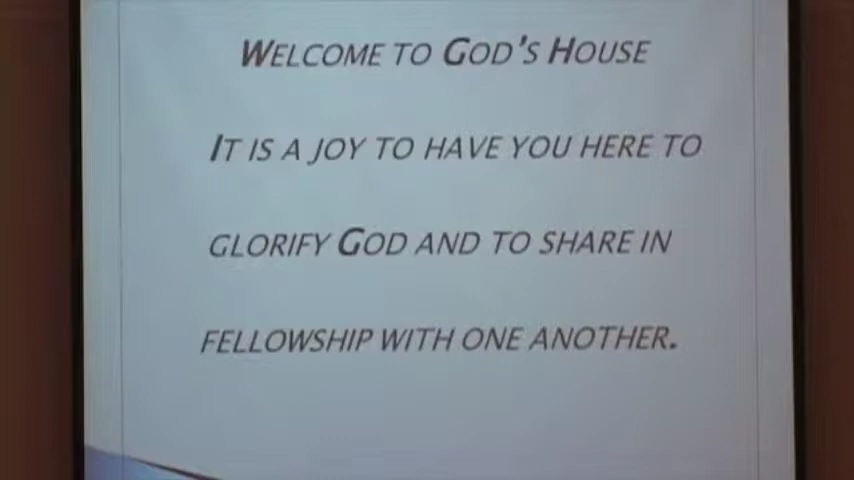 WELCOME TO GOD'S HOUSE
IT IS A JOY TO HAVE YOU HERE TO
GLORIFY GOD AND TO SHARE IN
FELLOWSHIP WITH ONE ANOTHER.